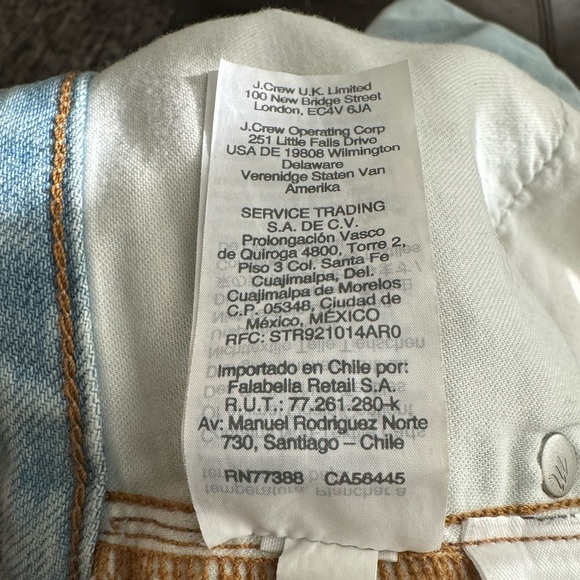 J.Crew U.K. Limited
100 New Bridge Street
London, EC4V 6JA
J.Crew Operating Corp
251 Little Falls Drive
USA DE 19808 Wilmington
Delaware
Verenidge Staten Van
Amerika
SERVICE TRADING
S.A. DE C.V.
Prolongación Vasco
de Quiroga 4800, Torre 2,
Piso 3 Col. Santa Fe
Cuajimalpa, Del.
Cuajimalpa de Morelos
C.P. 05348, Ciudad de
México, MÉXICO
RFC: STR921014AR0
Importado en Chile por:
Falabella Retail S.A.
R.U.T.: 77.261.280-k
Av: Manuel Rodriguez Norte
730, Santiago – Chile
RN77388 CA56445